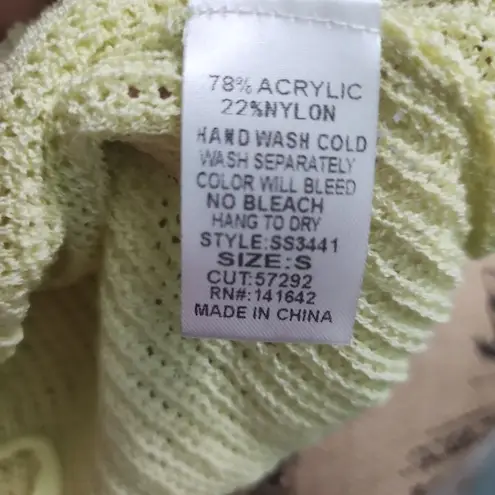 78% ACRYLIC
22%NYLON
HAND WASH COLD
WASH SEPARATELY
COLOR WILL BLEED
NO BLEACH
HANG TO DRY
STYLE:SS3441
SIZE:S
CUT:57292
RN#:141642
MADE IN CHINA